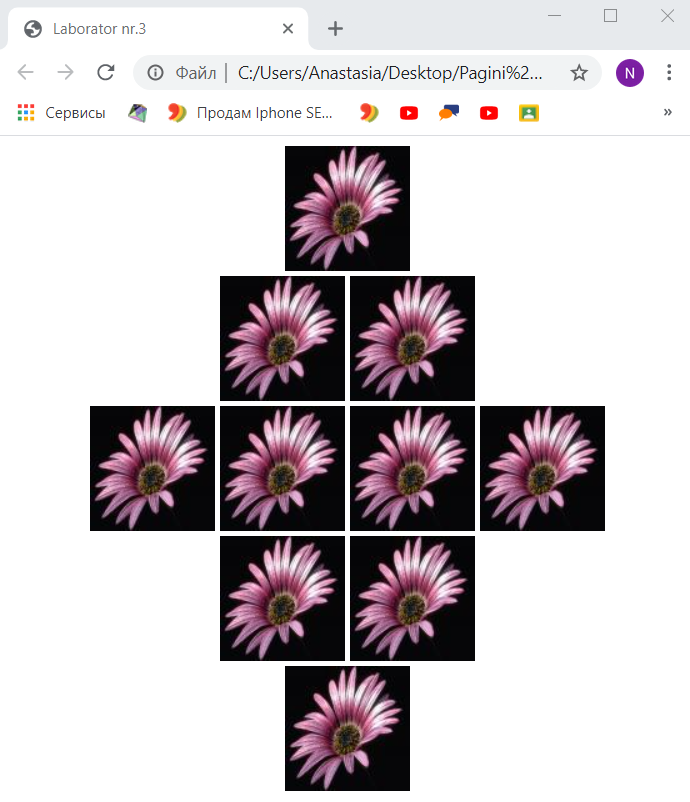 Laborator nr.3
Файл | C:/Users/Anastasia/Desktop/Pagini%2...
N
Сервисы
Продам Iphone SE...
»